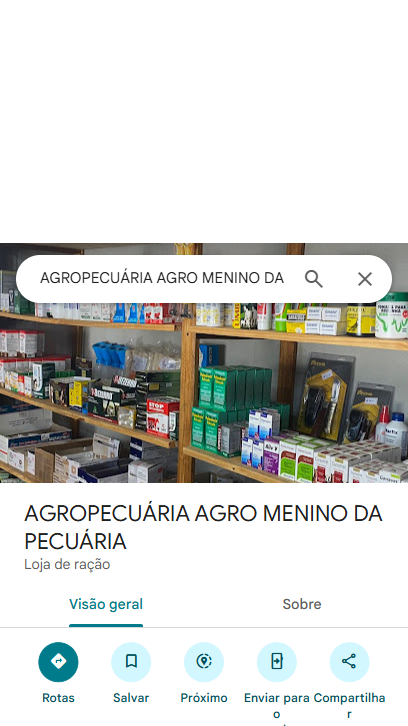 AGROPECUÁRIA AGRO MENINO DA
AGROPECUÁRIA AGRO MENINO DA
PECUÁRIA
Loja de ração
Visão geral
Sobre
Rotas
Salvar
Próximo
Enviar para
o
Compartilha
r